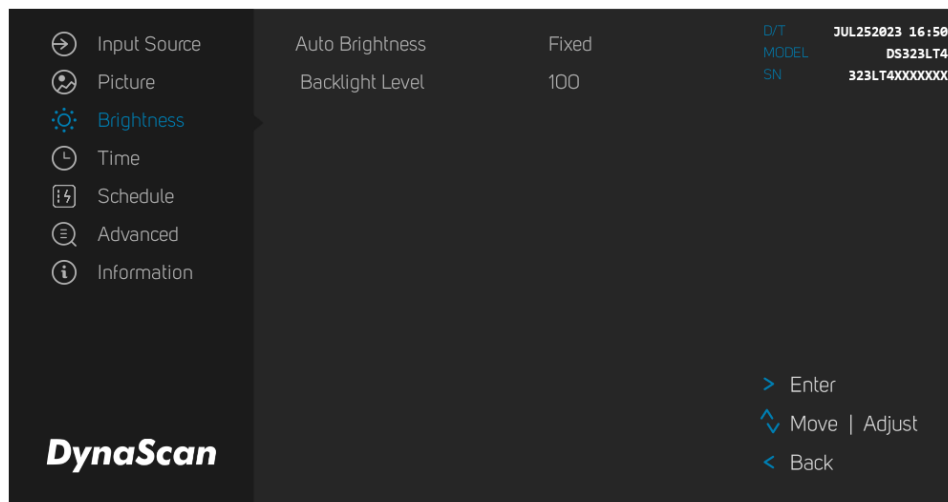 Input Source
Picture
Brightness
Time
Schedule
Advanced
Information
DynaScan
Auto Brightness Fixed
Backlight Level 100
D/T JUL252023 16:50
MODEL DS323LT4
SN 323LT4XXXXXXX
> Enter
Move | Adjust
< Back